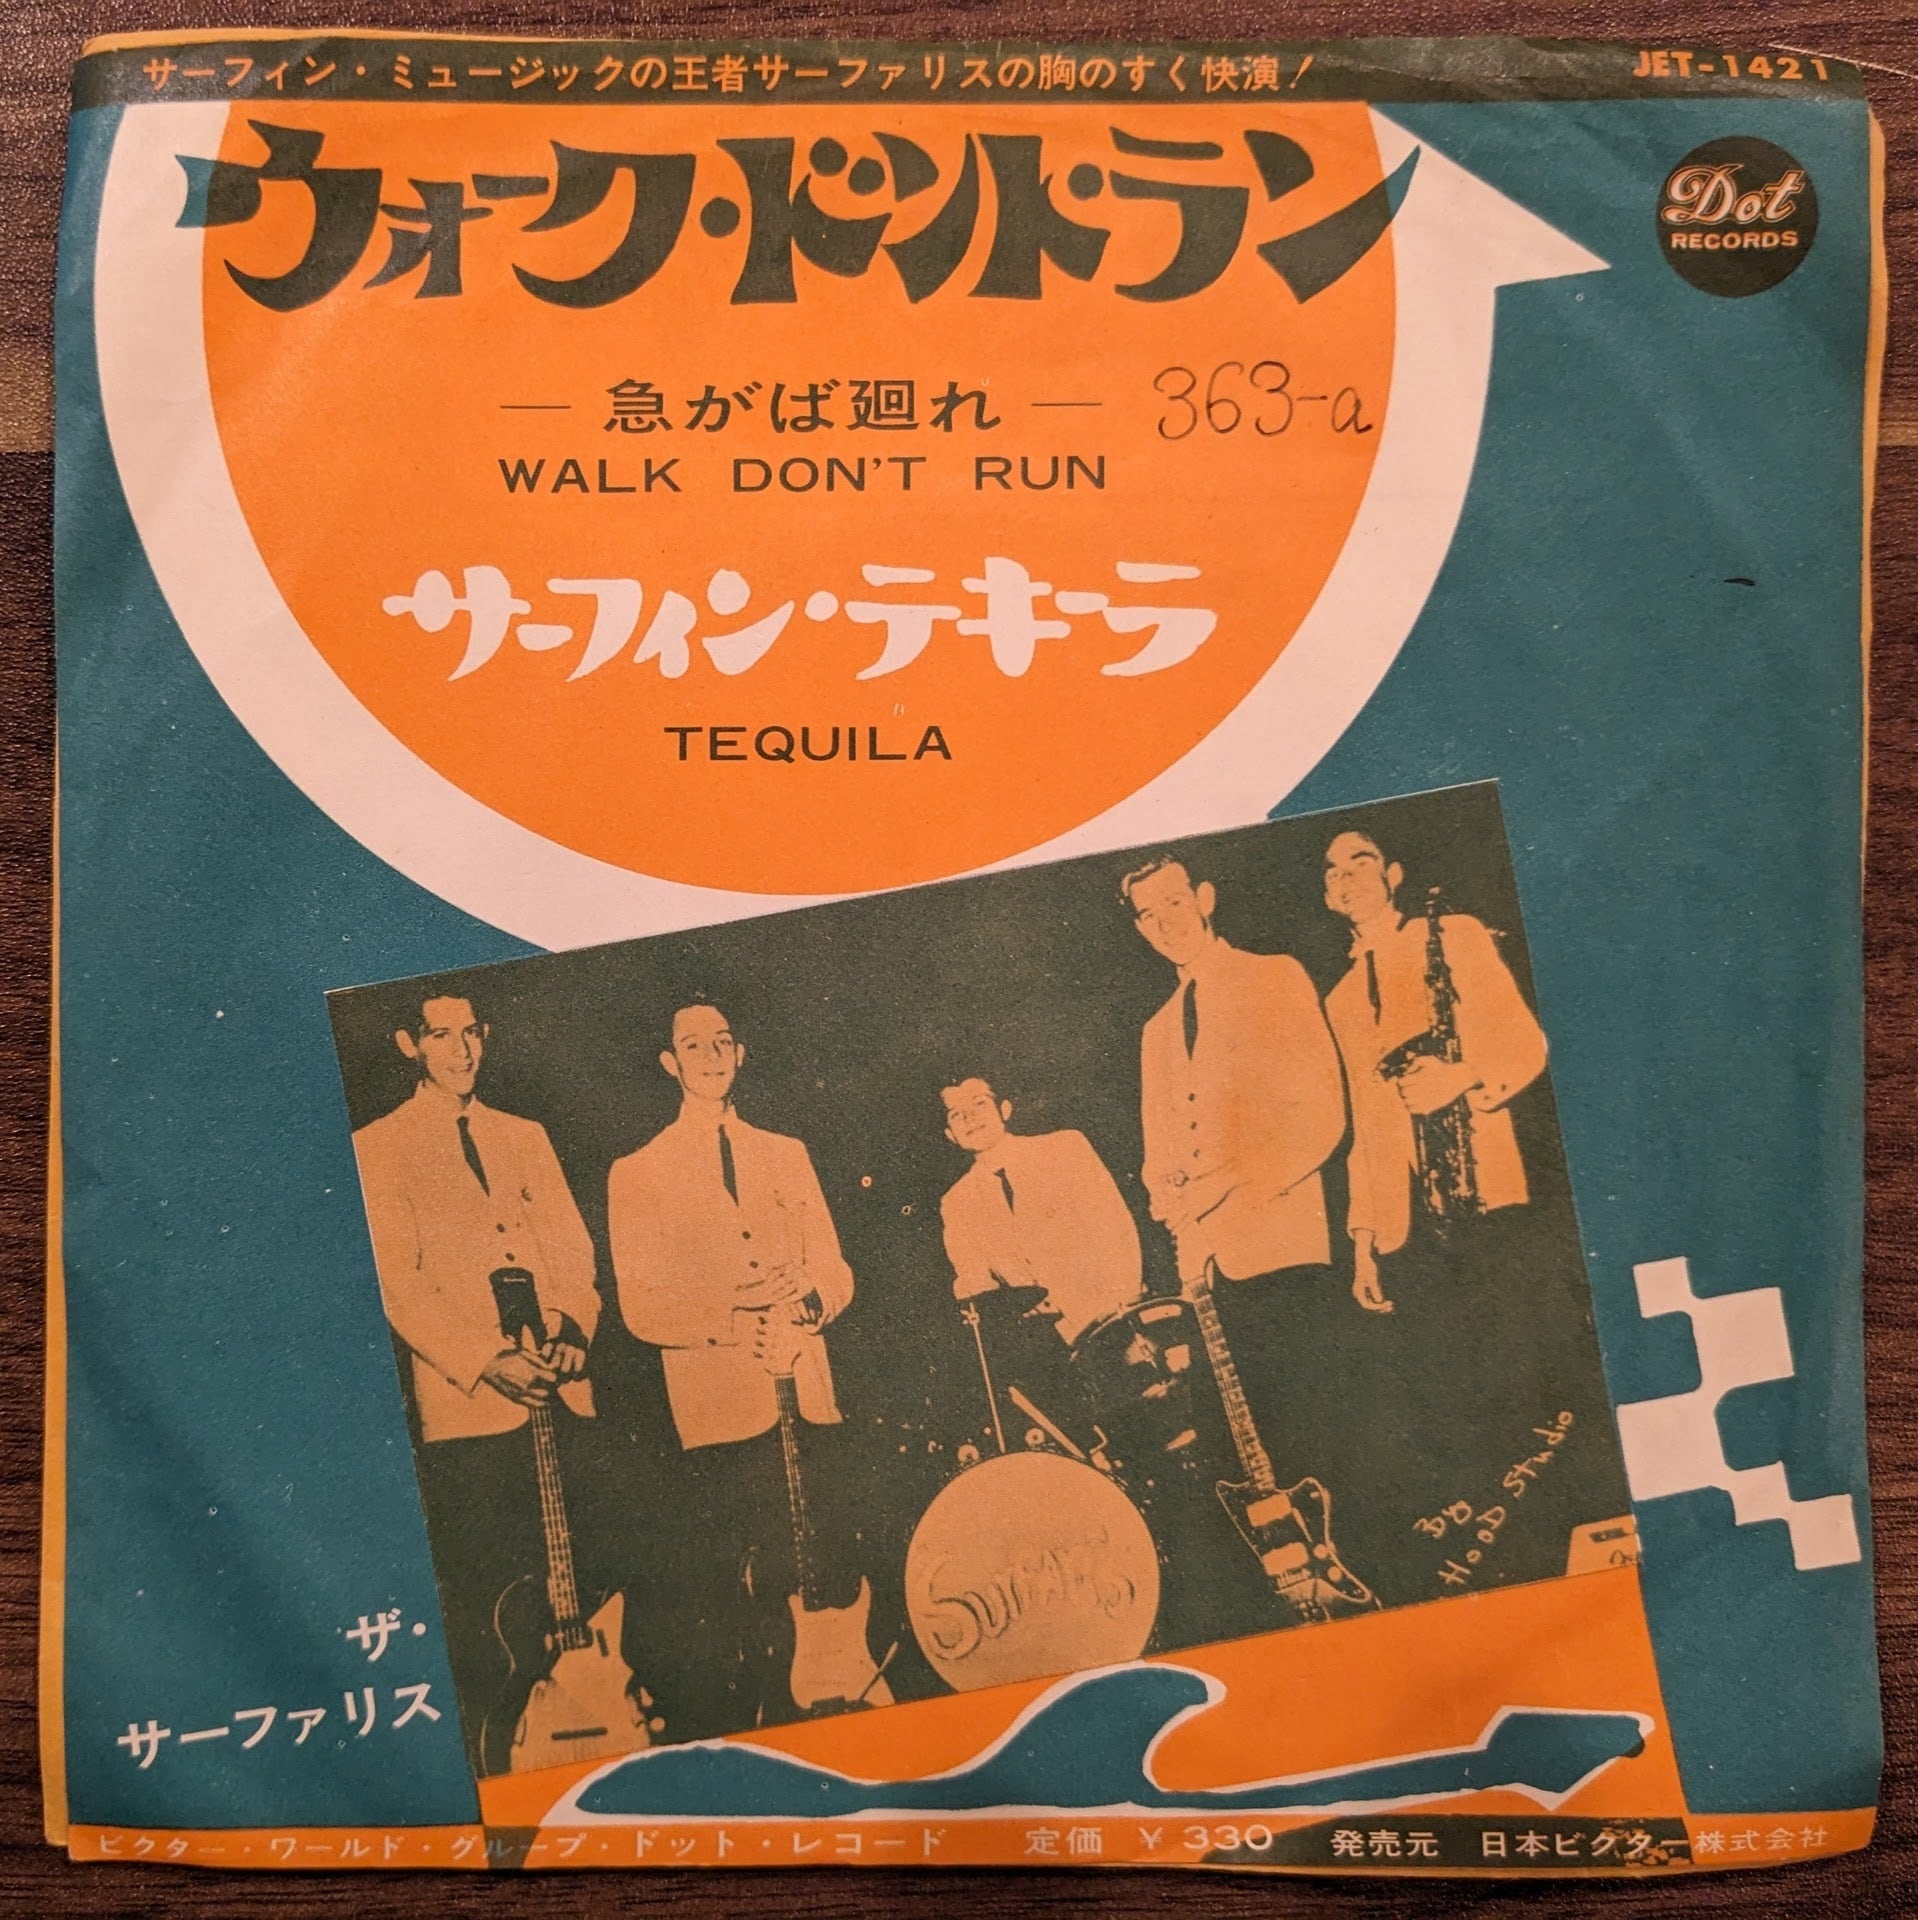 サーフィン・ミュージックの王者サーファリスの胸のすく快演!
JET-1421
Dot
RECORDS
ウォーク・ドント・ラン
— 急がば廻れ —
363-a
WALK DON'T RUN
サーフィン・テキーラ
TEQUILA
SURFARIS
BY
HOOD Studio
ザ・
サーファリス
ビクター・ワールド・グループ・ドット・レコード 定価 ¥ 330 発売元 日本ビクター株式会社